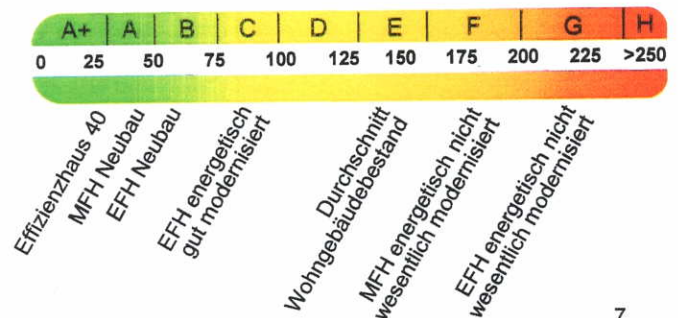 A+ A B C D E F G H
0 25 50 75 100 125 150 175 200 225 >250
Effizienzhaus 40
MFH Neubau
EFH Neubau
EFH energetisch
gut modernisiert
Durchschnitt
Wohngebäudebestand
MFH energetisch nicht
wesentlich modernisiert
EFH energetisch nicht
wesentlich modernisiert
7